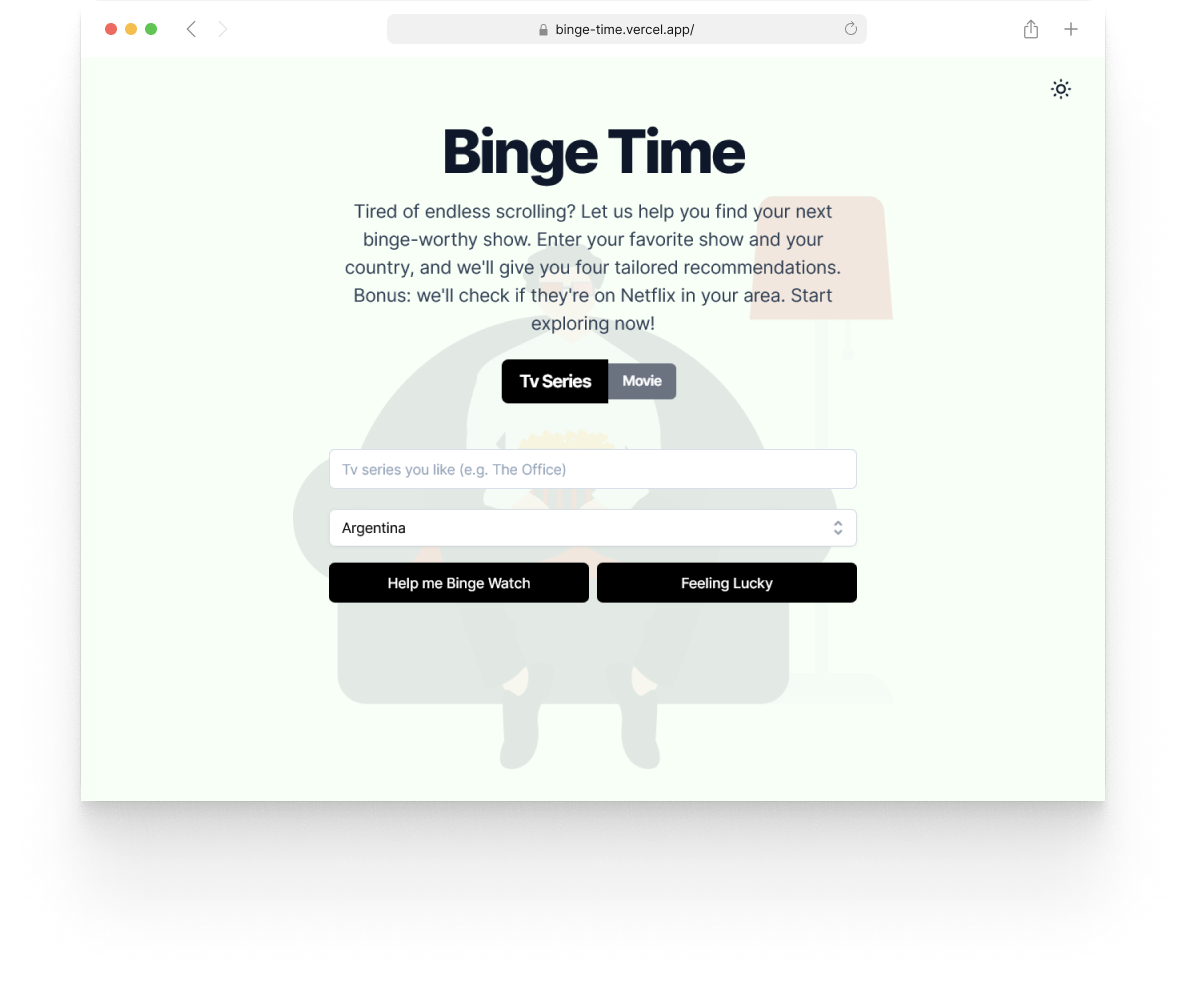 binge-time.vercel.app/
Binge Time
Tired of endless scrolling? Let us help you find your next
binge-worthy show. Enter your favorite show and your
country, and we'll give you four tailored recommendations.
Bonus: we'll check if they're on Netflix in your area. Start
exploring now!
Tv Series Movie
Tv series you like (e.g. The Office)
Argentina
Help me Binge Watch Feeling Lucky